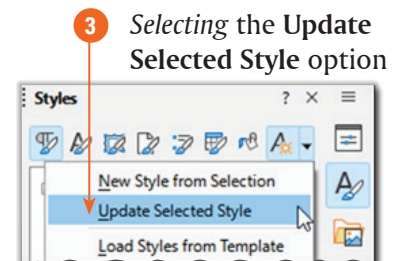 3 Selecting the Update
Selected Style option
Styles ? ×
New Style from Selection
Update Selected Style
Load Styles from Template